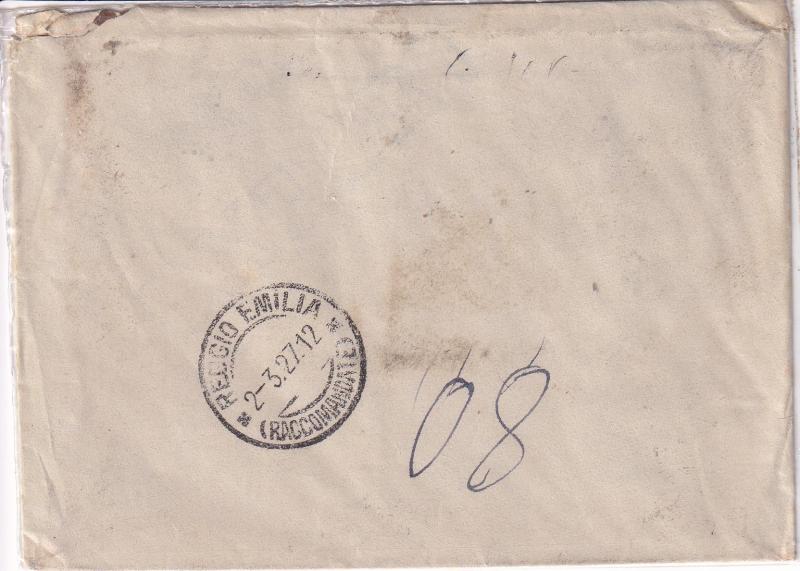 REGGIO EMILIA
2-3.27.12
(RACCOMANDATE)
08